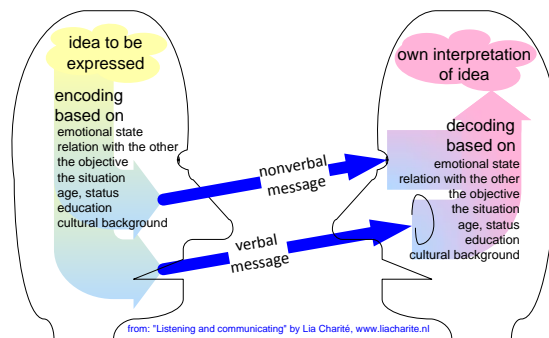 idea to be
expressed
encoding
based on
emotional state
relation with the other
the objective
the situation
age, status
education
cultural background
nonverbal
message
verbal
message
own interpretation
of idea
decoding
based on
emotional state
relation with the other
the objective
the situation
age, status
education
cultural background
from: "Listening and communicating" by Lia Charité, www.liacharite.nl